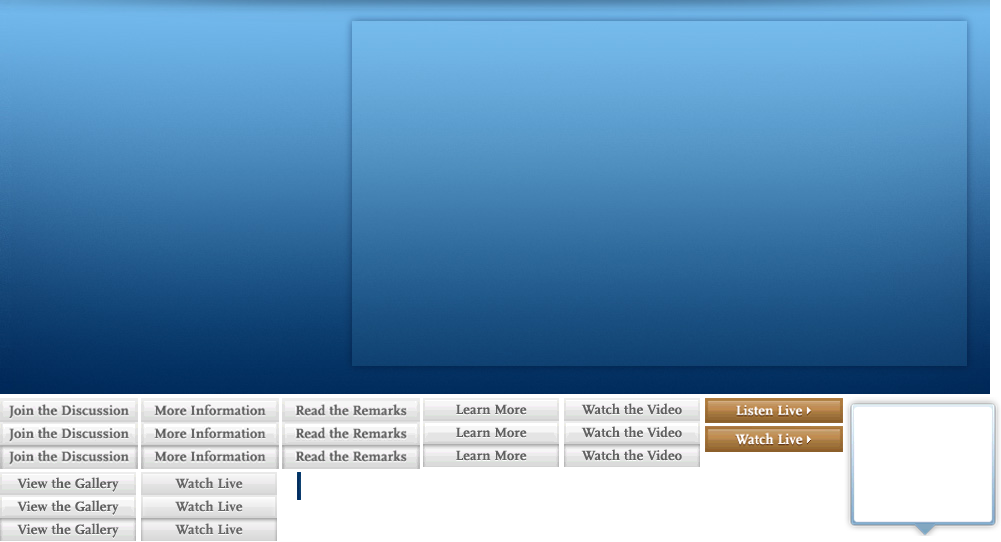 Join the Discussion More Information Read the Remarks Learn More Watch the Video Listen Live
Join the Discussion More Information Read the Remarks Learn More Watch the Video Watch Live
Join the Discussion More Information Read the Remarks Learn More Watch the Video
View the Gallery Watch Live
View the Gallery Watch Live
View the Gallery Watch Live